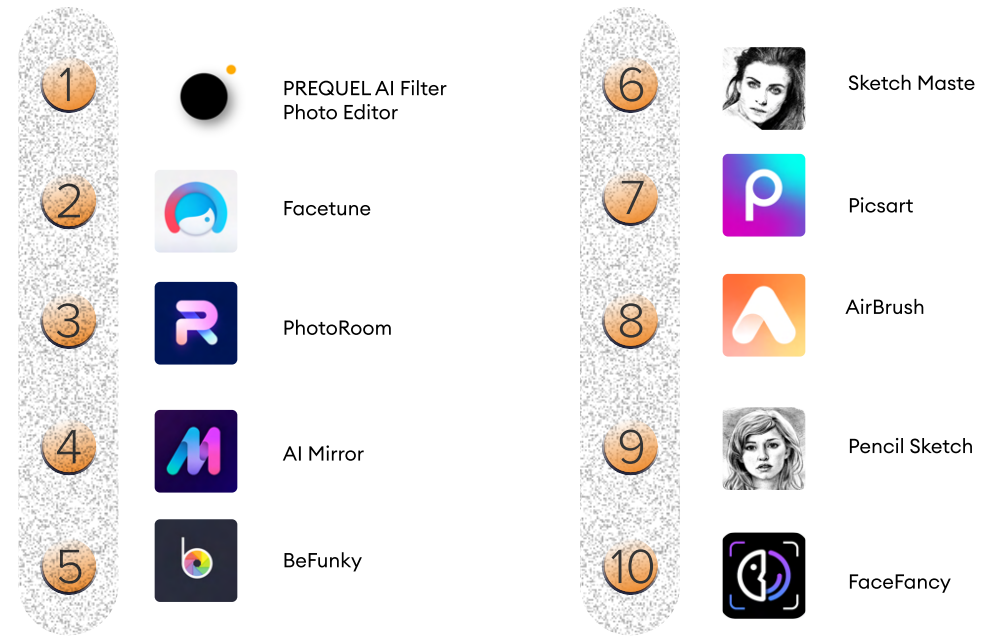 1
PREQUEL AI Filter
Photo Editor
2
Facetune
3
PhotoRoom
4
AI Mirror
5
BeFunky
6
Sketch Maste
7
Picsart
8
AirBrush
9
Pencil Sketch
10
FaceFancy